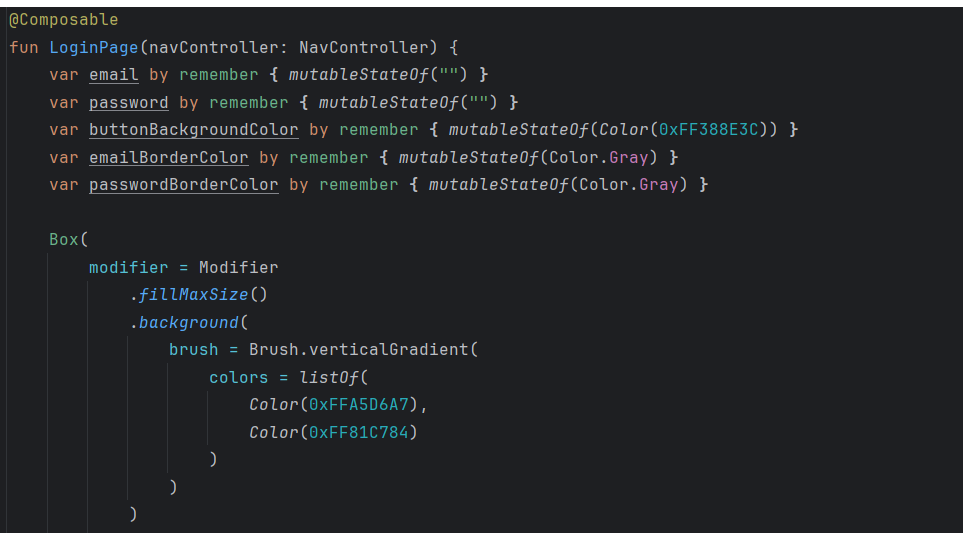 @Composable
fun LoginPage(navController: NavController) {
    var email by remember { mutableStateOf("") }
    var password by remember { mutableStateOf("") }
    var buttonBackgroundColor by remember { mutableStateOf(Color(0xFF388E3C)) }
    var emailBorderColor by remember { mutableStateOf(Color.Gray) }
    var passwordBorderColor by remember { mutableStateOf(Color.Gray) }

    Box(
        modifier = Modifier
            .fillMaxSize()
            .background(
                brush = Brush.verticalGradient(
                    colors = listOf(
                        Color(0xFFA5D6A7),
                        Color(0xFF81C784)
                    )
                )
            )